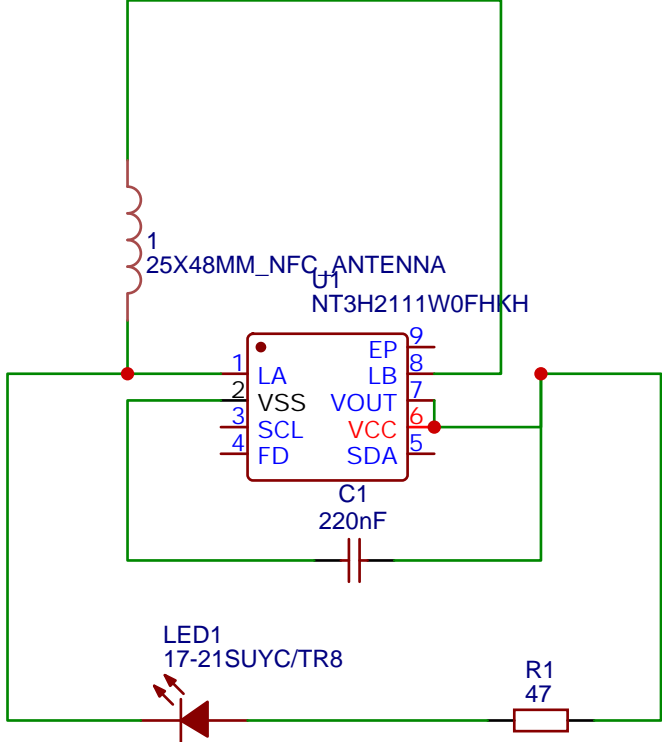 1
25X48MM_NFC_ANTENNA
U1
NT3H2111W0FHKH
EP 9
1 LA
LB 8
2 VSS
VOUT 7
3 SCL
VCC 6
4 FD
SDA 5
C1
220nF
LED1
17-21SUYC/TR8
R1
47